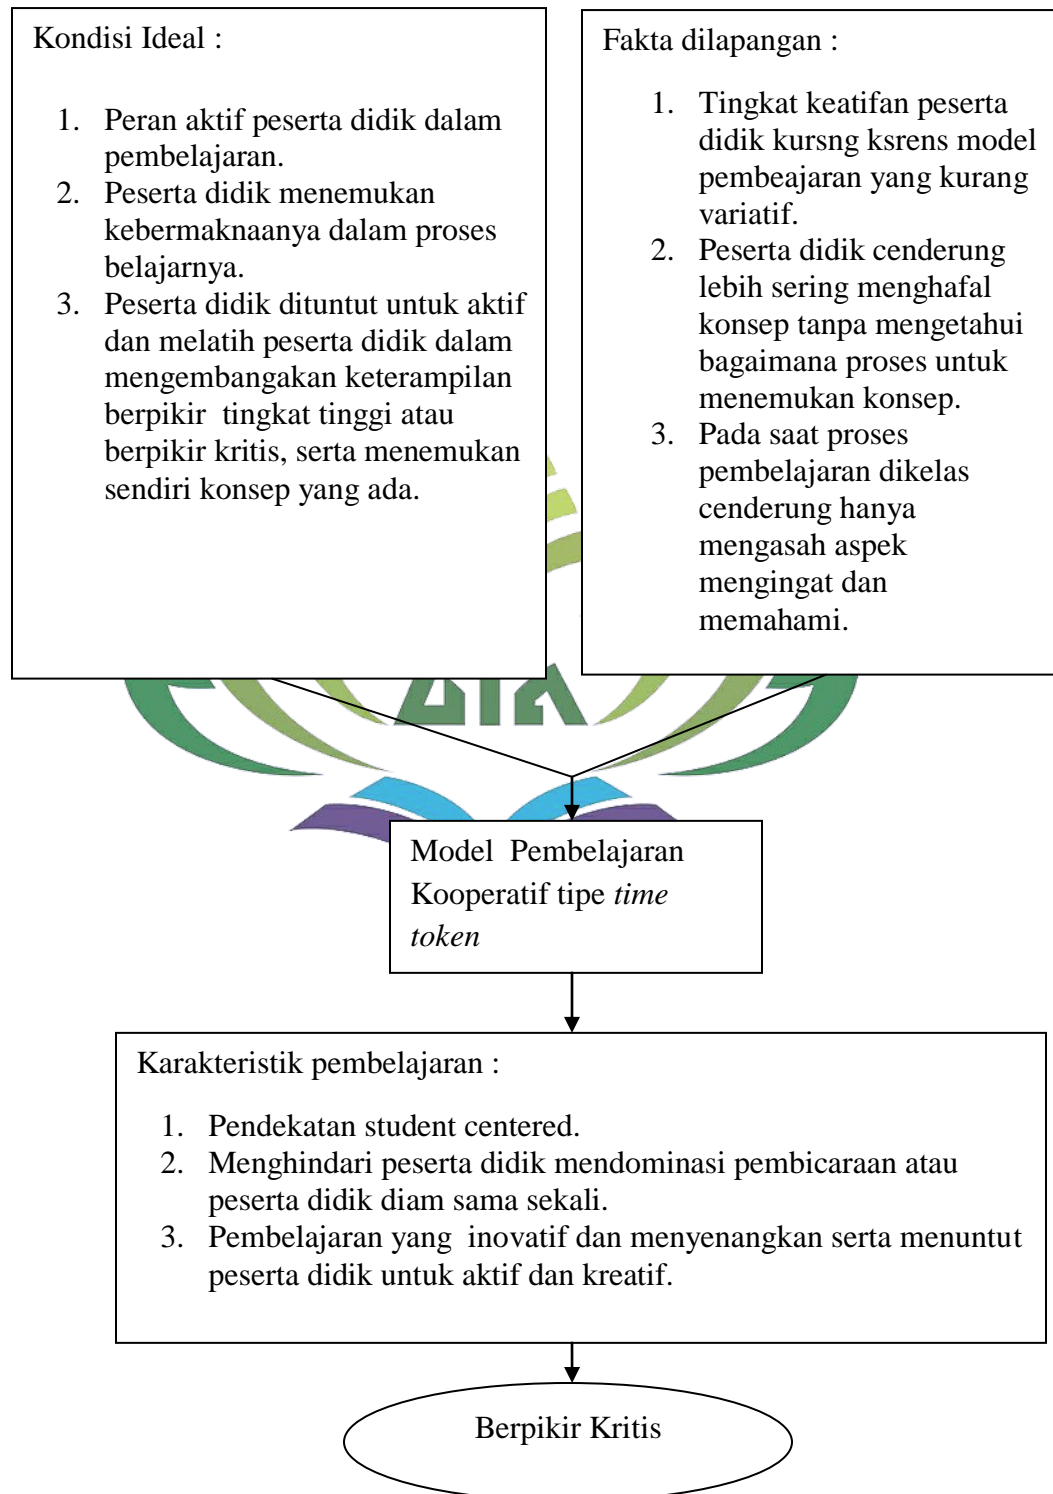 Kondisi Ideal :
1. Peran aktif peserta didik dalam
pembelajaran.
2. Peserta didik menemukan
kebermaknaanya dalam proses
belajarnya.
3. Peserta didik dituntut untuk aktif
dan melatih peserta didik dalam
mengembangakan keterampilan
berpikir tingkat tinggi atau
berpikir kritis, serta menemukan
sendiri konsep yang ada.
Fakta dilapangan :
1. Tingkat keatifan peserta
didik kursng ksrens model
pembeajaran yang kurang
variatif.
2. Peserta didik cenderung
lebih sering menghafal
konsep tanpa mengetahui
bagaimana proses untuk
menemukan konsep.
3. Pada saat proses
pembelajaran dikelas
cenderung hanya
mengasah aspek
mengingat dan
memahami.
Model Pembelajaran
Kooperatif tipe time
token
Karakteristik pembelajaran :
1. Pendekatan student centered.
2. Menghindari peserta didik mendominasi pembicaraan atau
peserta didik diam sama sekali.
3. Pembelajaran yang inovatif dan menyenangkan serta menuntut
peserta didik untuk aktif dan kreatif.
Berpikir Kritis